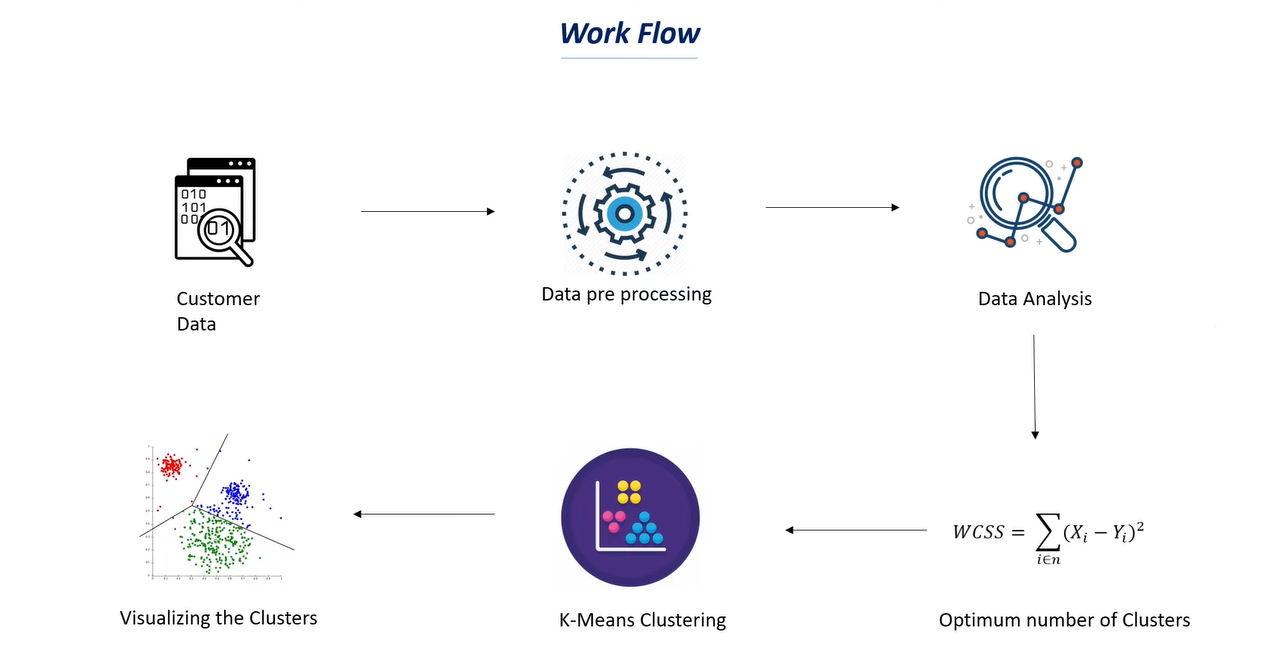 Work Flow
010
101
00
01
Customer
Data
Data pre processing
Data Analysis
WCSS = ∑(Xᵢ − Yᵢ)²
i∈n
Visualizing the Clusters
K-Means Clustering
Optimum number of Clusters